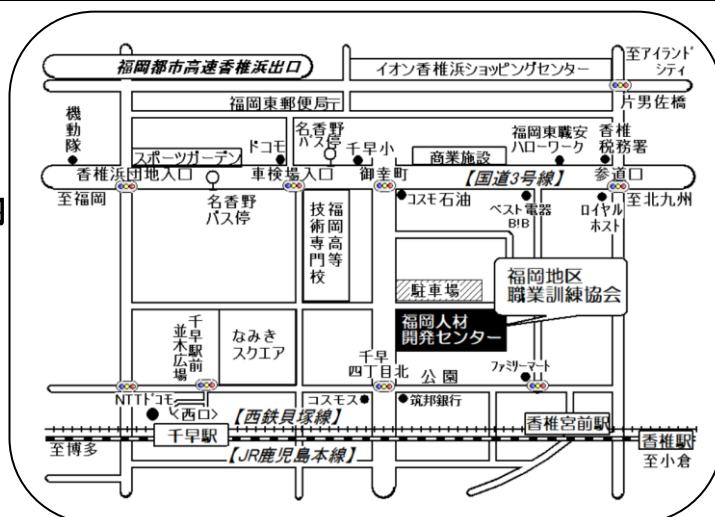 福岡都市高速香椎浜出口
イオン香椎浜ショッピングセンター
至アイランド
シティ
福岡東郵便局〒
片男佐橋
機動隊
スポーツガーデン
ドコモ
名香野
バス停
千早小
商業施設
福岡東職安
ハローワーク
香椎
税務署
香椎浜団地入口
車検場入口
御幸町
【国道3号線】
参道口
至福岡
名香野
バス停
コスモ石油
ベスト電器
B!B
ロイヤル
ホスト
至北九州
福岡高等
技術専門校
駐車場
福岡地区
職業訓練協会
福岡人材
開発センター
千早駅前
並木広場
なみき
スクエア
千早
四丁目北
公園
ファミリーマート
NTTドコモ
<西口>
【西鉄貝塚線】
コスモス
筑邦銀行
千早駅
香椎宮前駅
香椎駅
至博多
【JR鹿児島本線】
至小倉